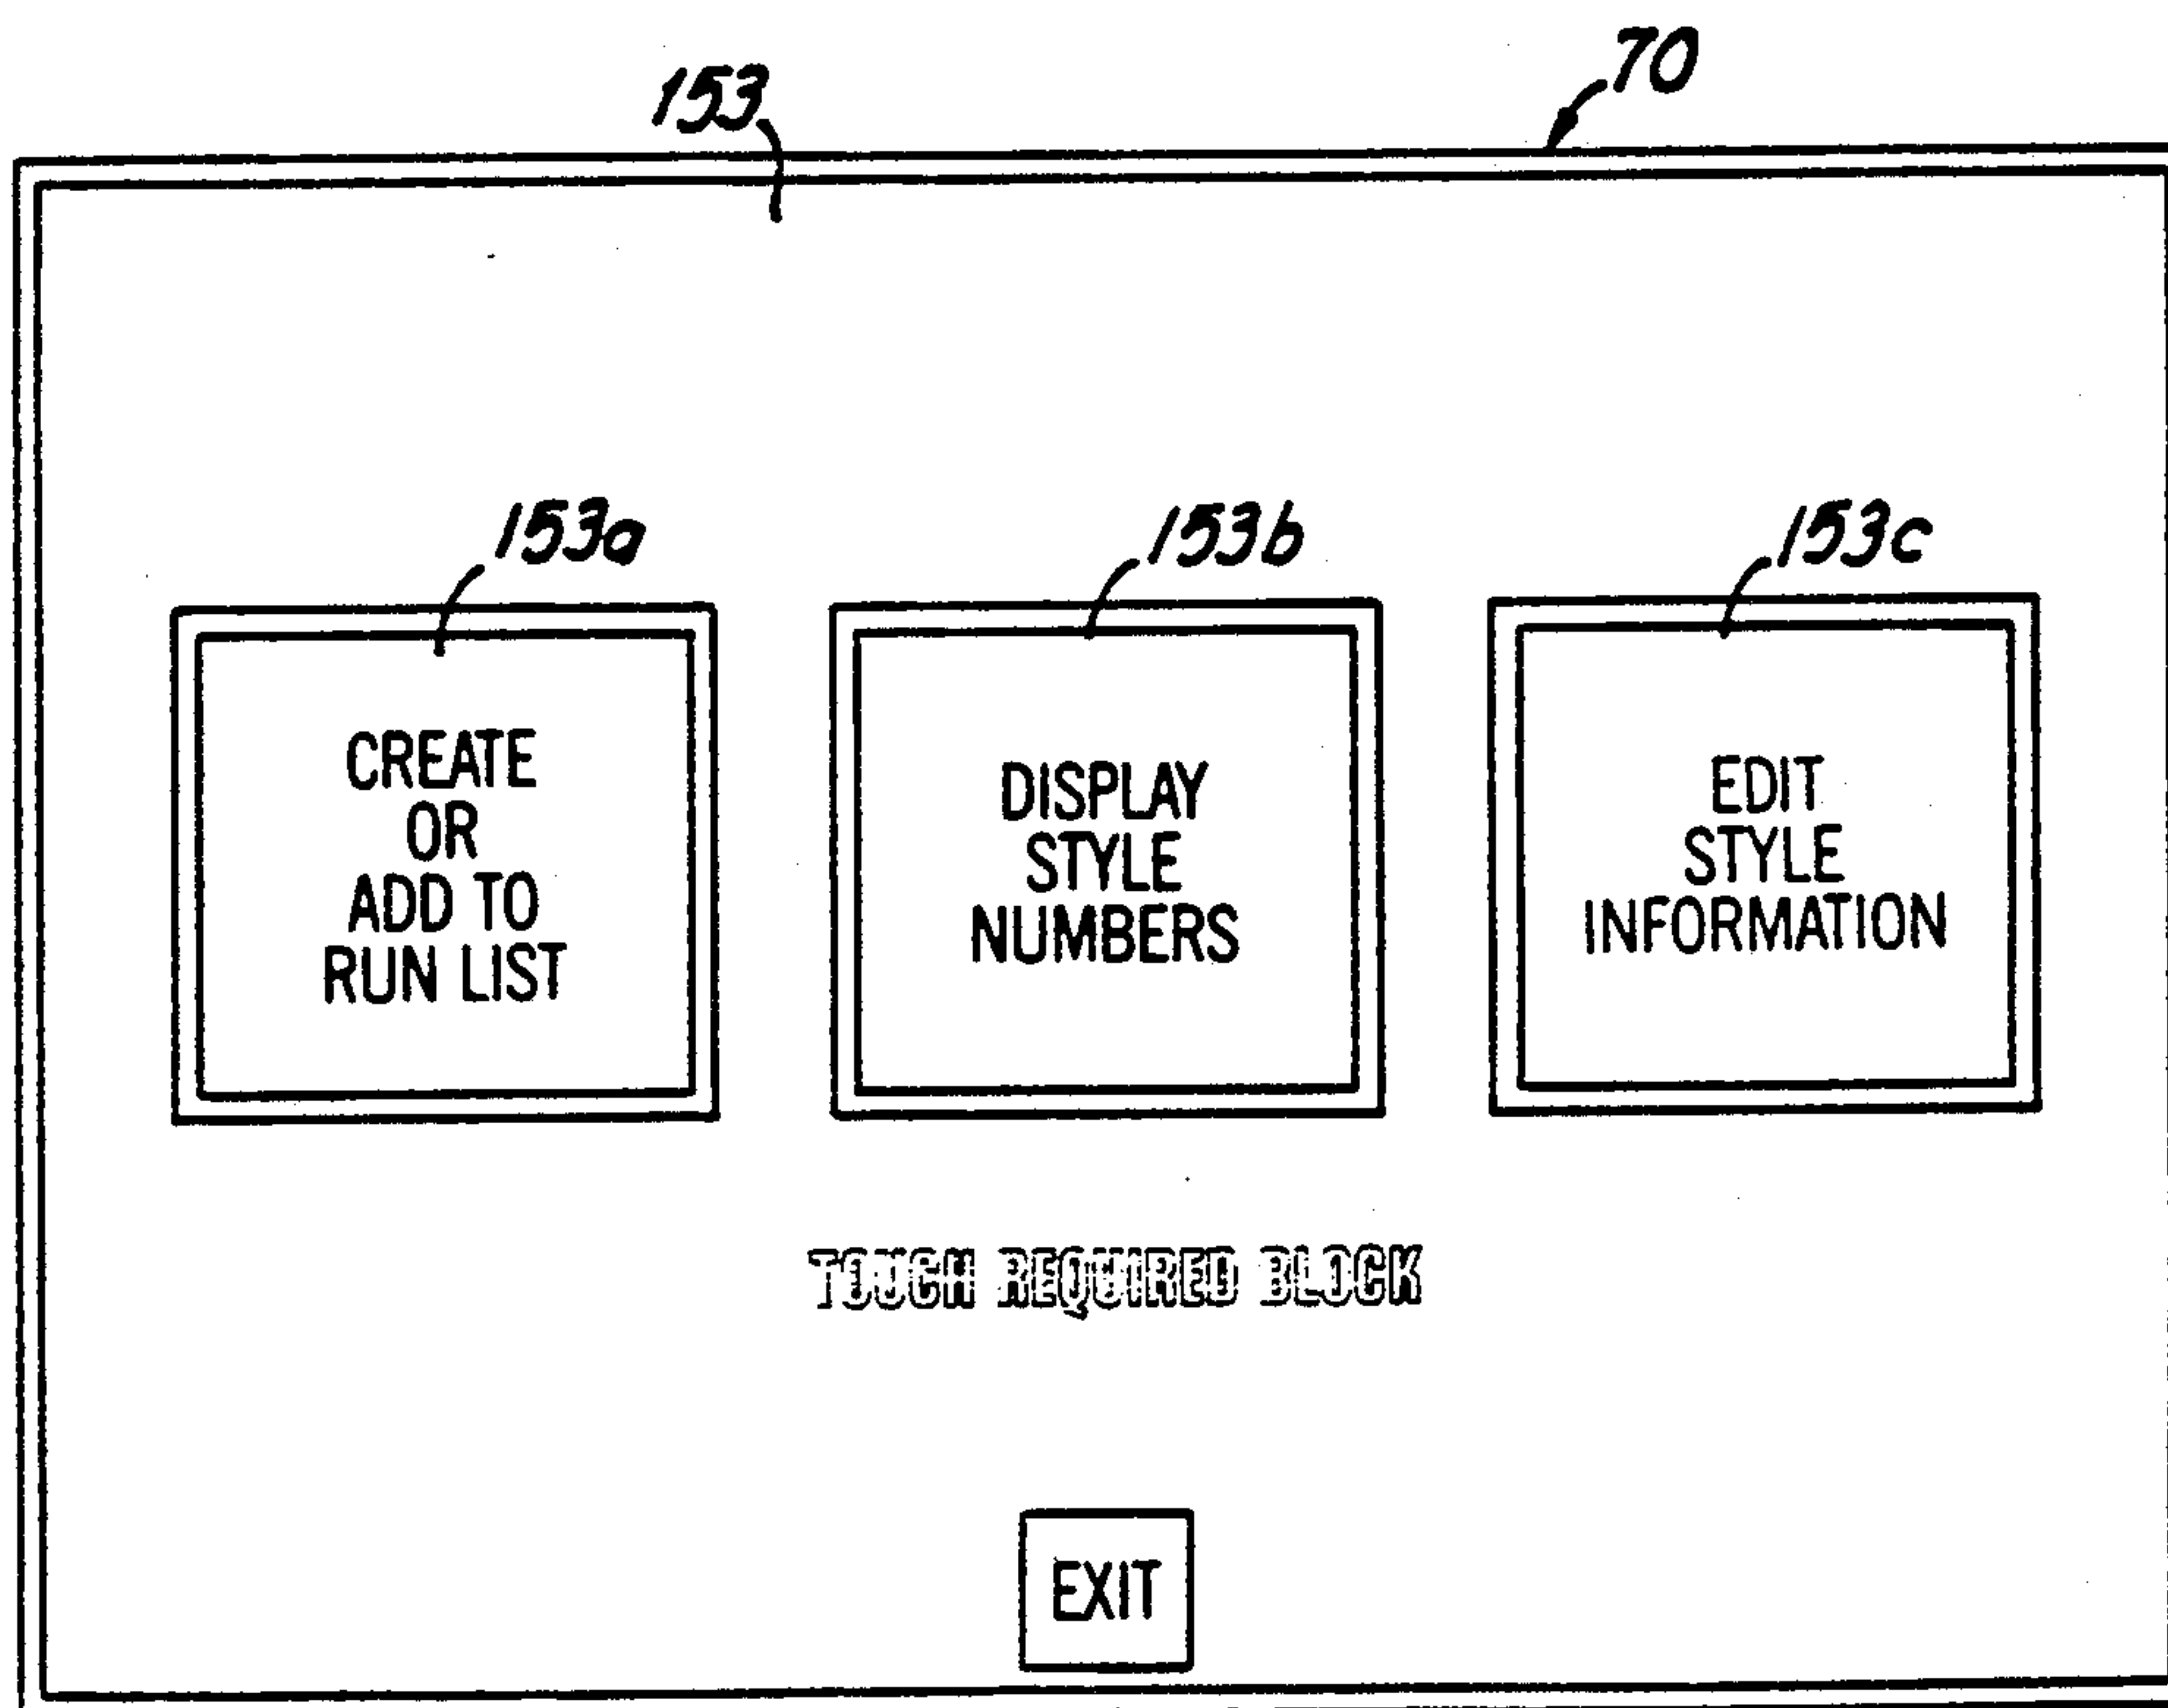 70
153
153a
153b
153c
CREATE
OR
ADD TO
RUN LIST
DISPLAY
STYLE
NUMBERS
EDIT
STYLE
INFORMATION
TOUCH REQUIRED BLOCK
EXIT